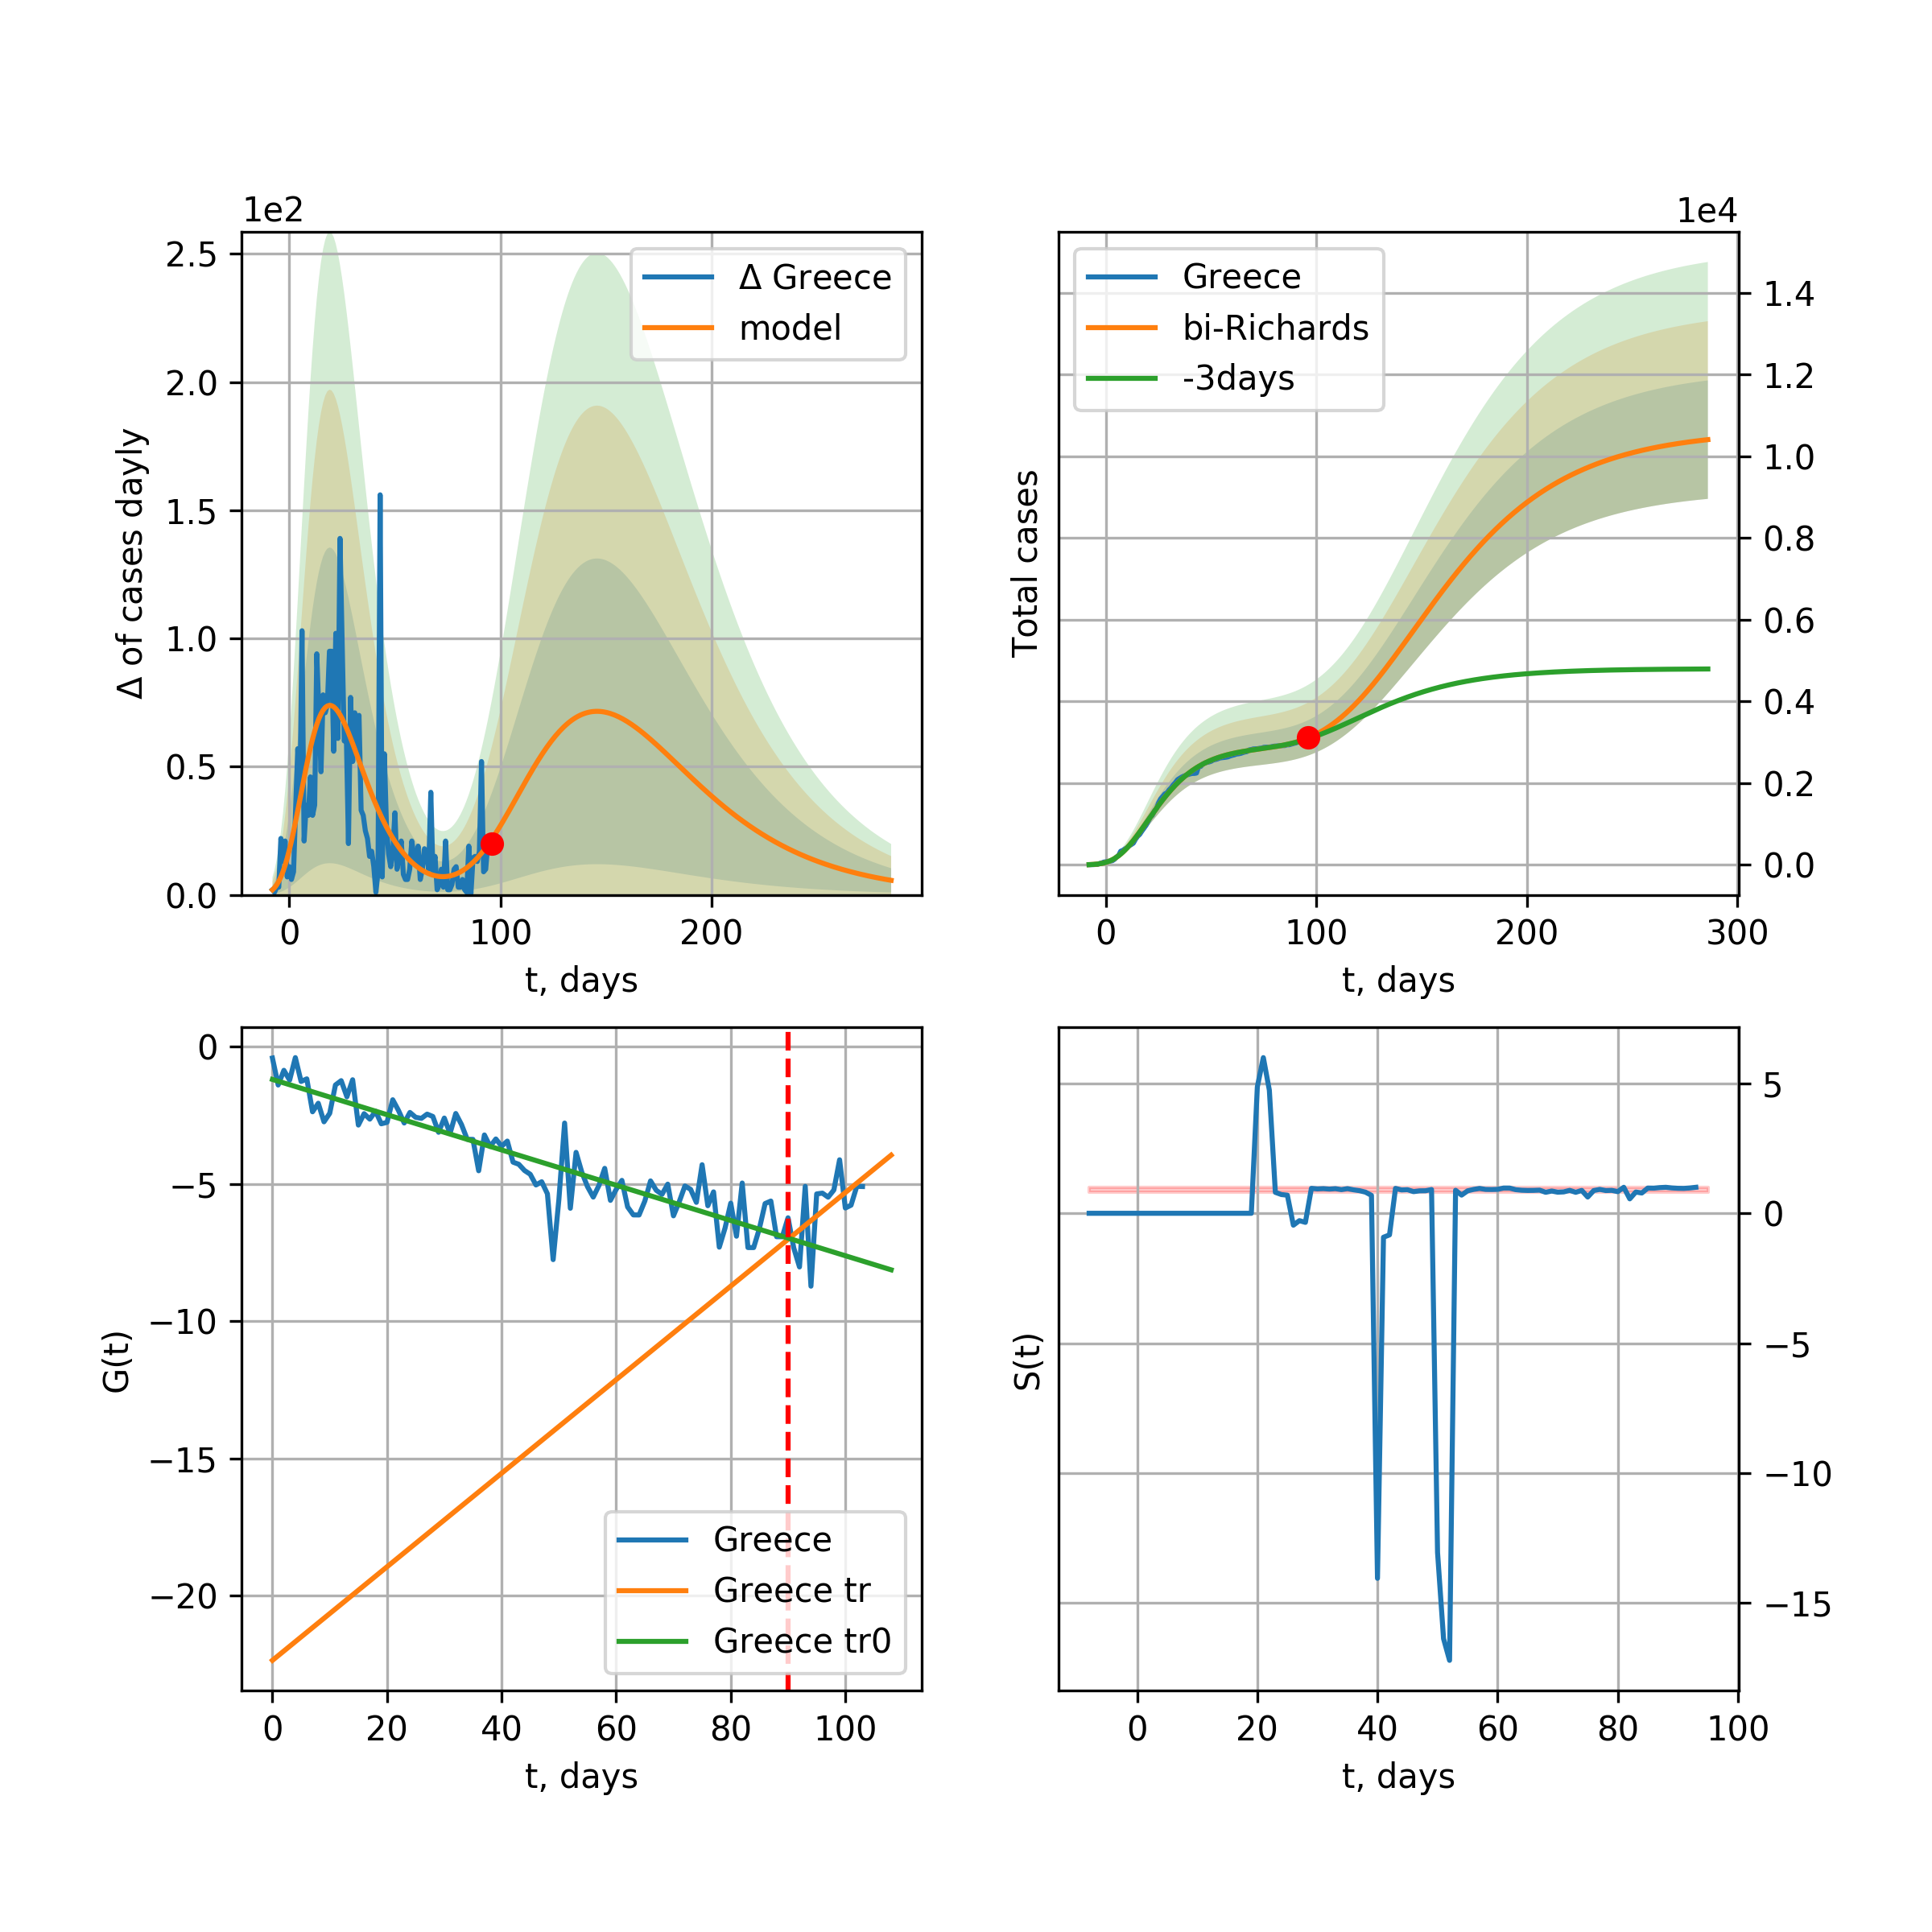 1e2
Δ of cases dayly
2.5
2.0
1.5
1.0
0.5
0.0
0 100 200
t, days
Δ Greece
model
1e4
Total cases
1.4
1.2
1.0
0.8
0.6
0.4
0.2
0.0
0 100 200 300
t, days
Greece
bi-Richards
-3days
G(t)
0
−5
−10
−15
−20
0 20 40 60 80 100
t, days
Greece
Greece tr
Greece tr0
S(t)
5
0
−5
−10
−15
0 20 40 60 80 100
t, days